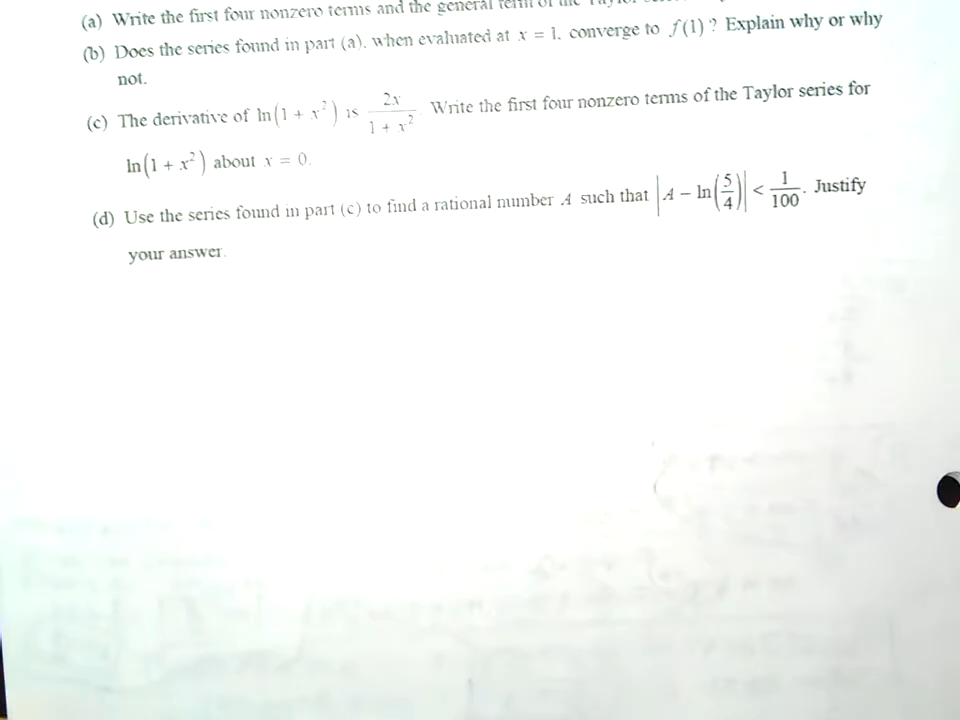 (a) Write the first four nonzero terms and the general term of the
(b) Does the series found in part (a), when evaluated at x = 1, converge to f(1) ? Explain why or why
not.
(c) The derivative of ln(1 + x²) is 2x/(1 + x²). Write the first four nonzero terms of the Taylor series for
ln(1 + x²) about x = 0.
(d) Use the series found in part (c) to find a rational number A such that |A − ln(5/4)| < 1/100. Justify
your answer.